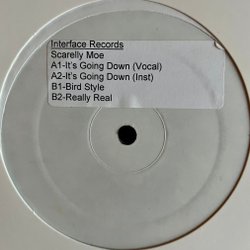 Interface Records
Scarelly Moe
A1-It's Going Down (Vocal)
A2-It's Going Down (Inst)
B1-Bird Style
B2-Really Real